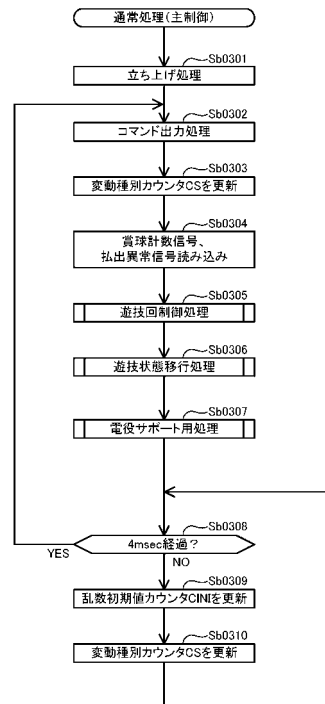 通常処理(主制御)
Sb0301
立ち上げ処理
Sb0302
コマンド出力処理
Sb0303
変動種別カウンタCSを更新
Sb0304
賞球計数信号、
払出異常信号読み込み
Sb0305
遊技回制御処理
Sb0306
遊技状態移行処理
Sb0307
電役サポート用処理
Sb0308
4msec経過?
YES
NO
Sb0309
乱数初期値カウンタCINIを更新
Sb0310
変動種別カウンタCSを更新